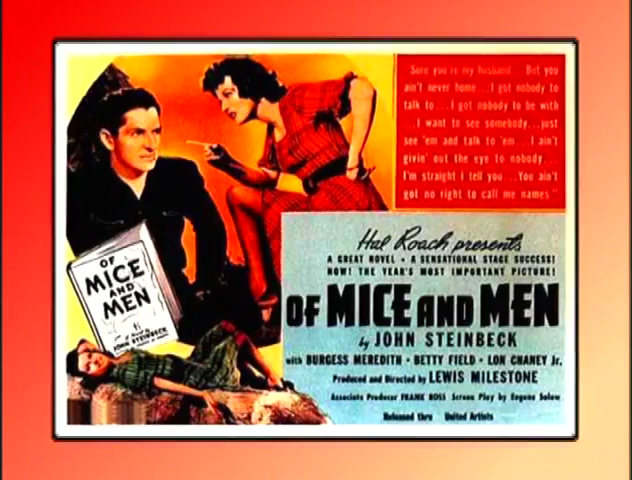 "Sure you're my husband... But you
ain't never home... I got nobody to
talk to... I got nobody to be with
... I want to see somebody... just
see 'em and talk to 'em... I ain't
givin' out the eye to nobody...
I'm straight I tell you... You ain't
got no right to call me names"
Hal Roach presents
A GREAT NOVEL • A SENSATIONAL STAGE SUCCESS!
NOW! THE YEAR'S MOST IMPORTANT PICTURE!
OF MICE AND MEN
by JOHN STEINBECK
with BURGESS MEREDITH • BETTY FIELD • LON CHANEY Jr.
Produced and Directed by LEWIS MILESTONE
Associate Producer FRANK ROSS Screen Play by Eugene Solow
Released thru United Artists
OF
MICE
AND
MEN
JOHN STEINBECK